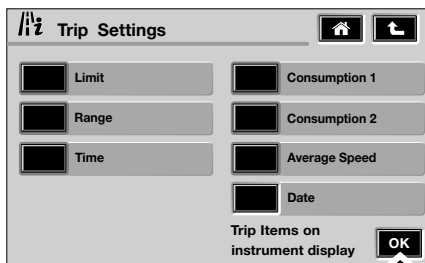 Trip Settings
Limit
Range
Time
Consumption 1
Consumption 2
Average Speed
Date
Trip Items on
instrument display
OK